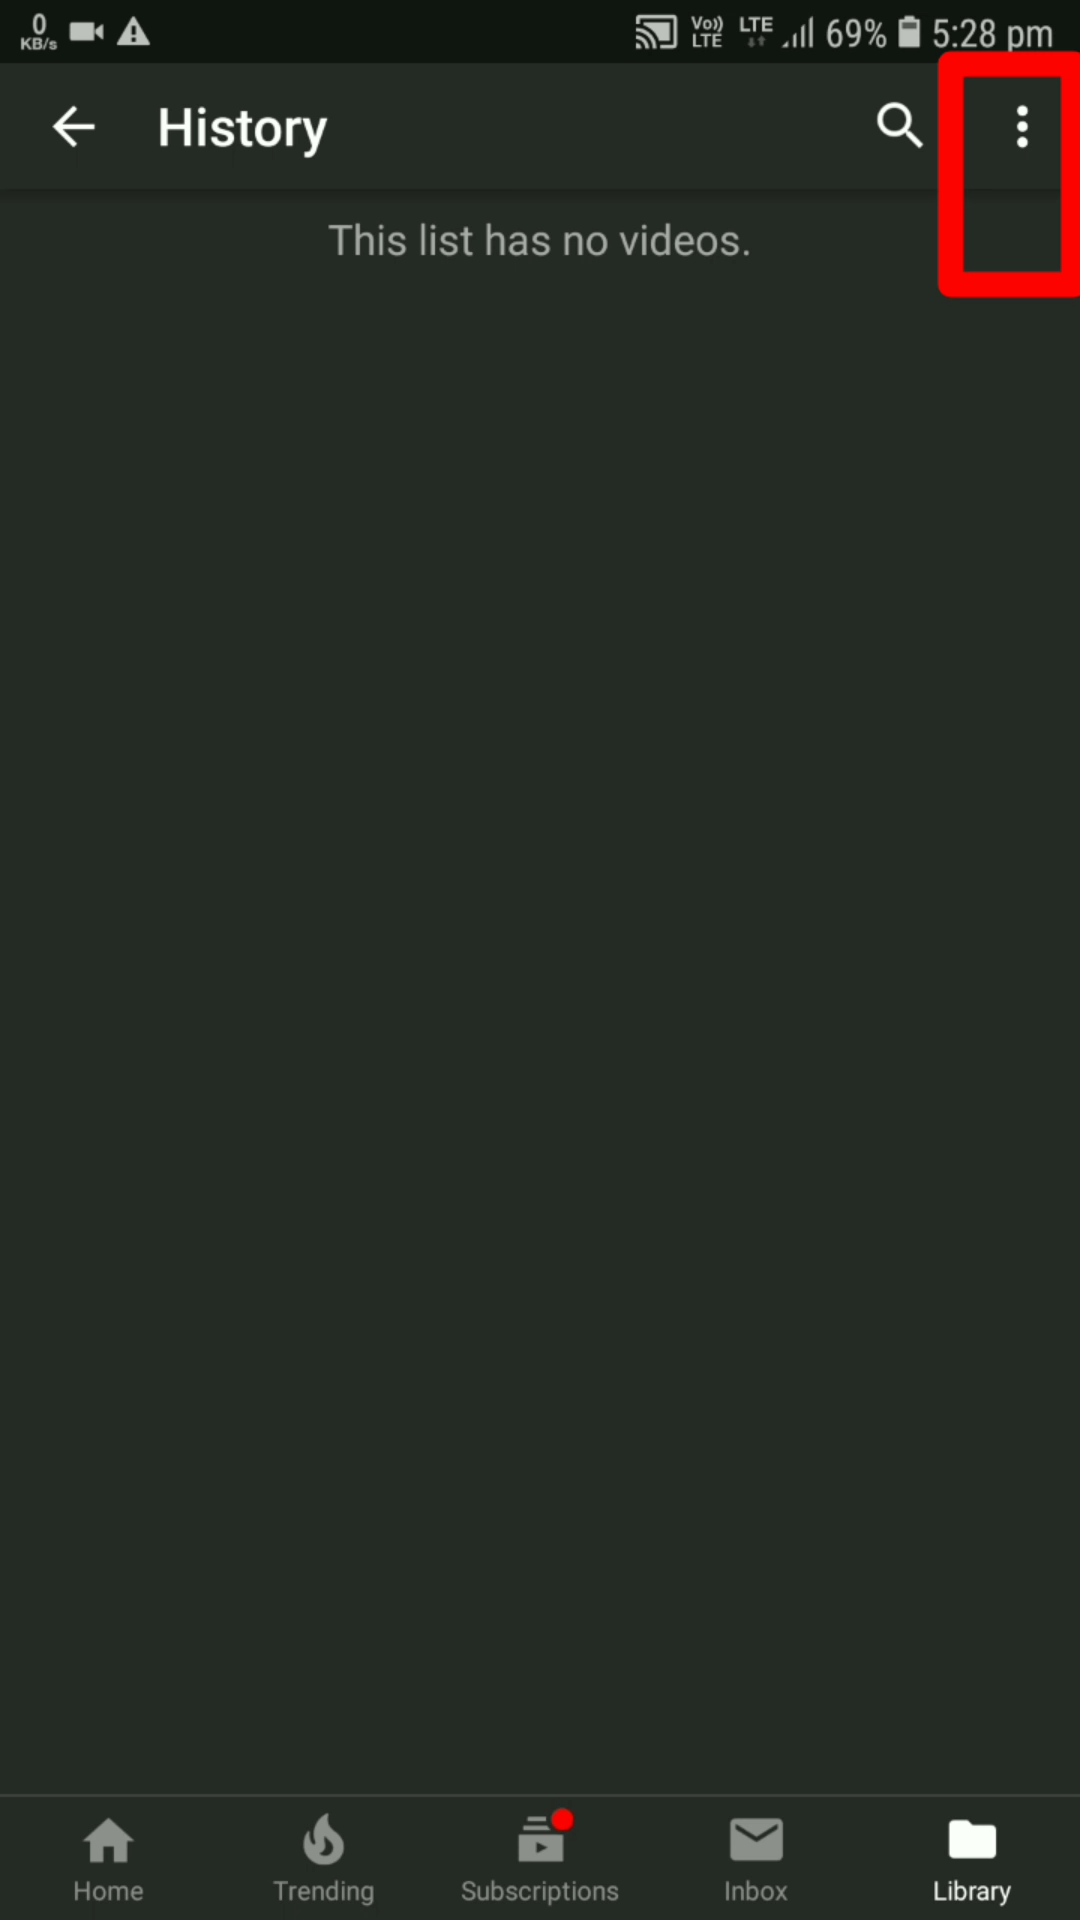 0
KB/s
Vo))
LTE
LTE
69%
5:28 pm
History
This list has no videos.
Home
Trending
Subscriptions
Inbox
Library